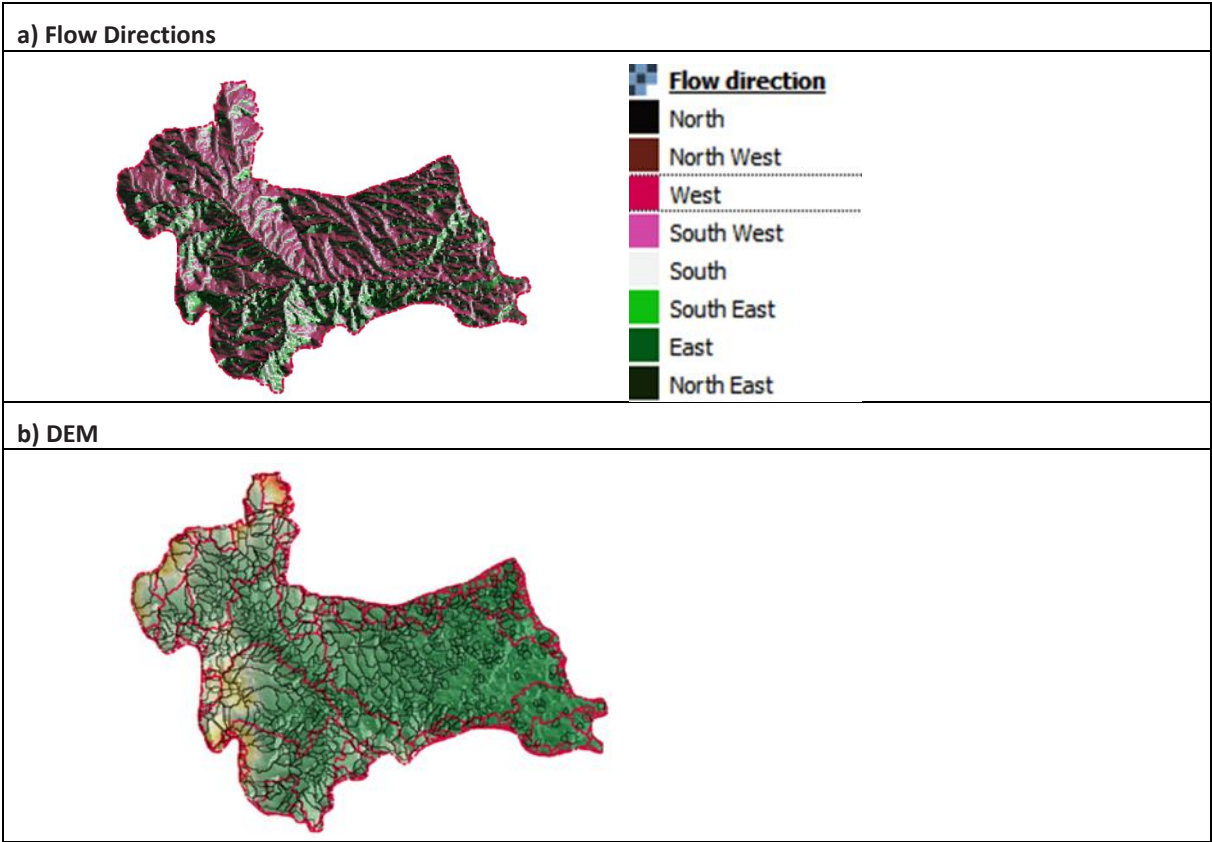 a) Flow Directions
Flow direction
North
North West
West
South West
South
South East
East
North East
b) DEM